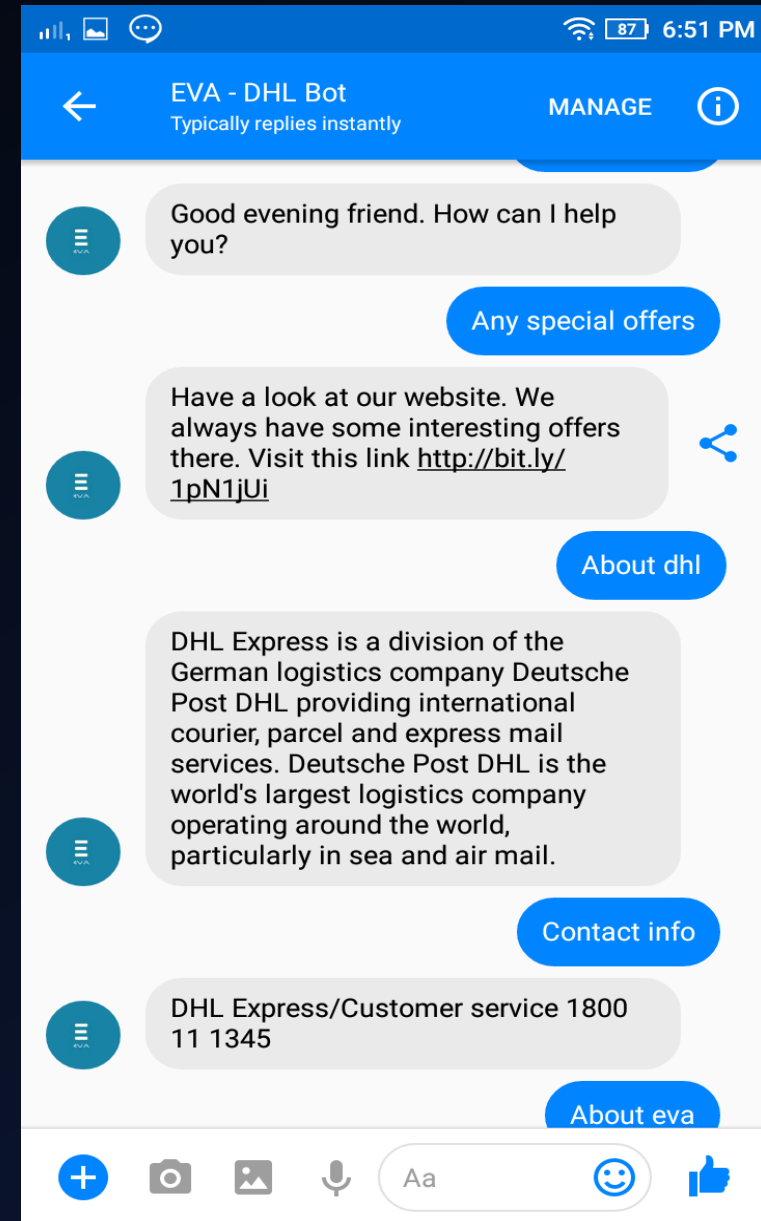 87 6:51 PM
EVA - DHL Bot
Typically replies instantly
MANAGE
Good evening friend. How can I help
you?
Any special offers
Have a look at our website. We
always have some interesting offers
there. Visit this link http://bit.ly/
1pN1jUi
About dhl
DHL Express is a division of the
German logistics company Deutsche
Post DHL providing international
courier, parcel and express mail
services. Deutsche Post DHL is the
world's largest logistics company
operating around the world,
particularly in sea and air mail.
Contact info
DHL Express/Customer service 1800
11 1345
About eva
Aa